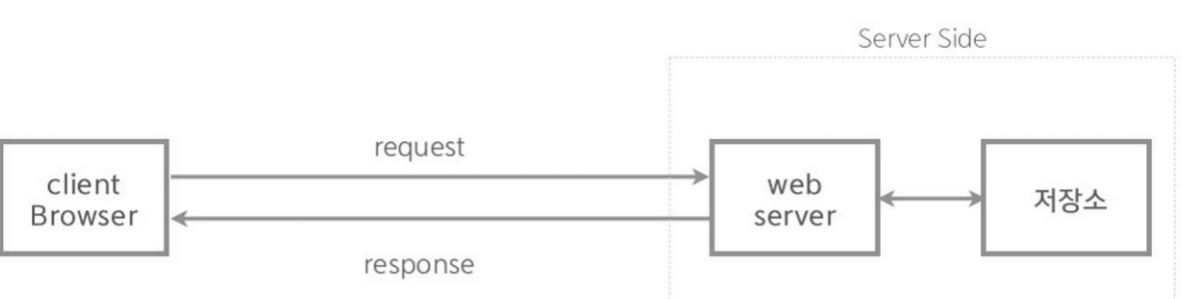 Server Side
request
client
Browser
web
server
저장소
response